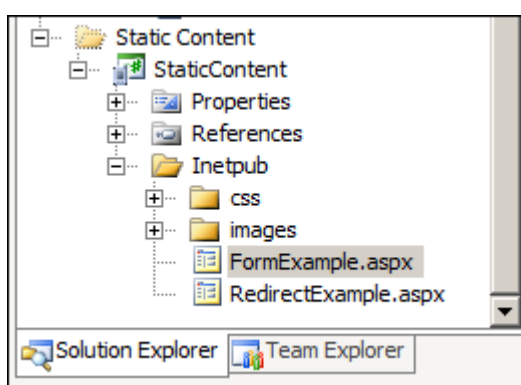 Static Content
StaticContent
Properties
References
Inetpub
css
images
FormExample.aspx
RedirectExample.aspx
Solution Explorer Team Explorer